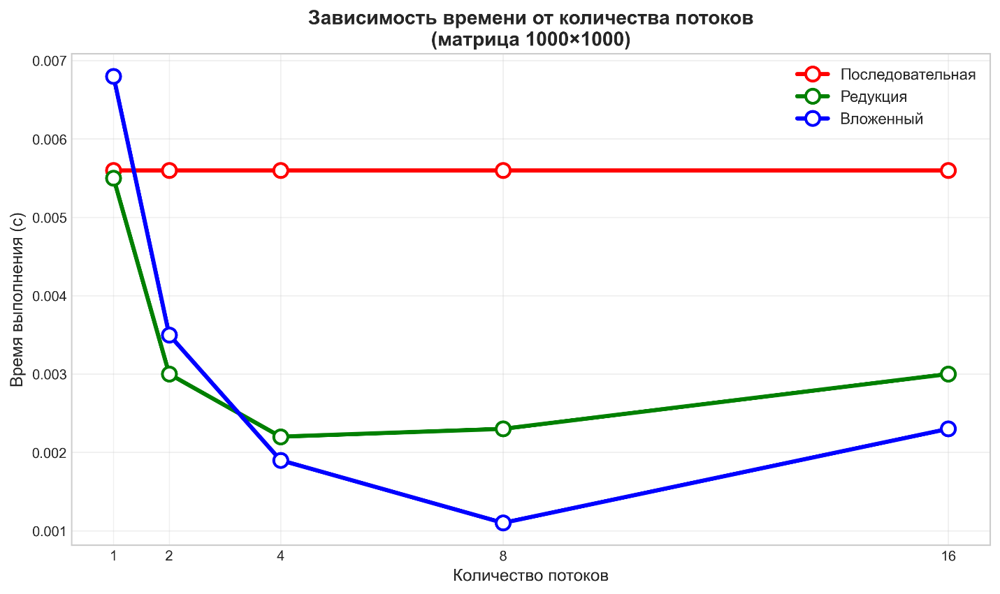 Зависимость времени от количества потоков
(матрица 1000×1000)
Последовательная
Редукция
Вложенный
Время выполнения (с)
0.007
0.006
0.005
0.004
0.003
0.002
0.001
1 2 4 8 16
Количество потоков